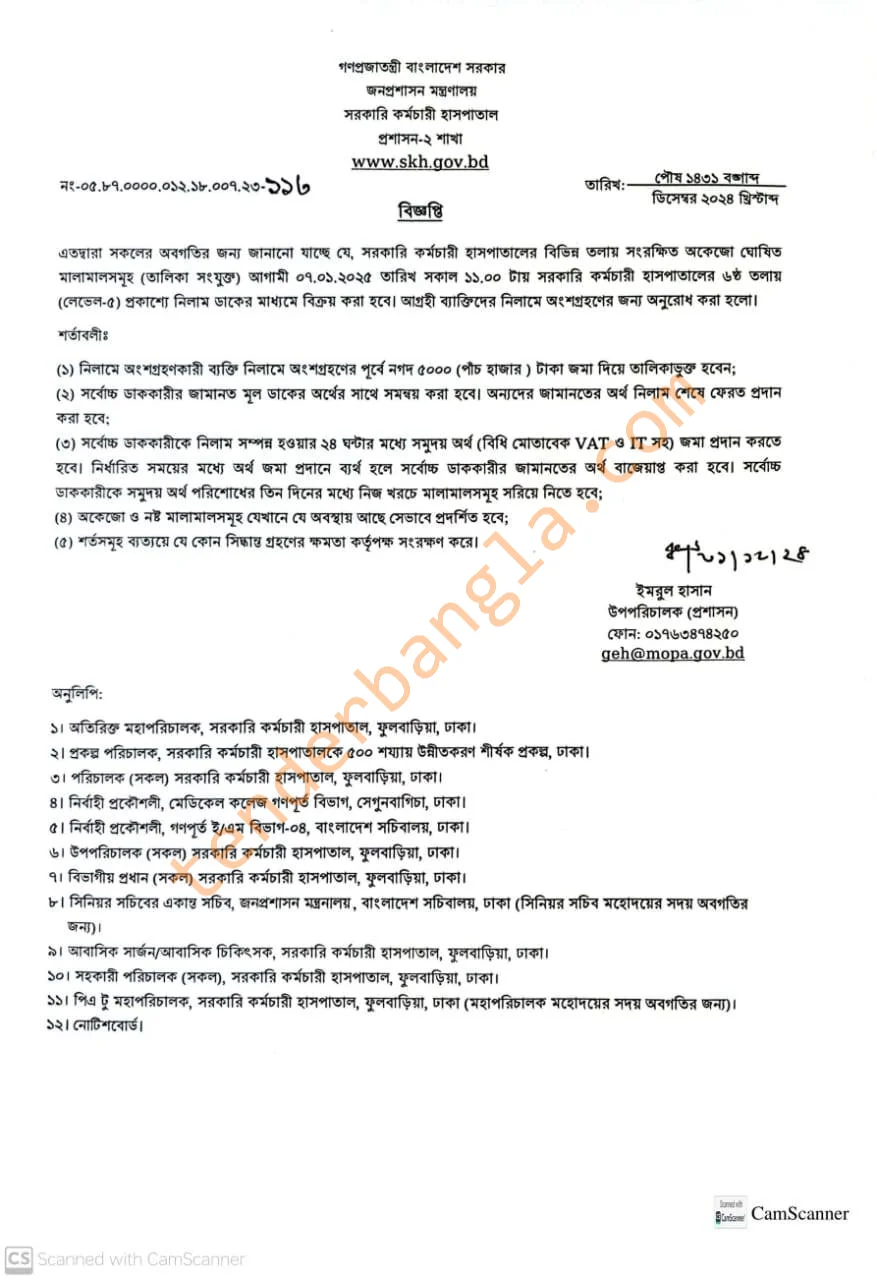 গণপ্রজাতন্ত্রী বাংলাদেশ সরকার
জনপ্রশাসন মন্ত্রণালয়
সরকারি কর্মচারী হাসপাতাল
প্রশাসন-২ শাখা
www.skh.gov.bd
নং-০৫.৮৭.০০০০.০১২.১৮.০০৭.২৩-১১৬
তারিখ: পৌষ ১৪৩১ বঙ্গাব্দ
ডিসেম্বর ২০২৪ খ্রিস্টাব্দ
বিজ্ঞপ্তি
এতদ্বারা সকলের অবগতির জন্য জানানো যাচ্ছে যে, সরকারি কর্মচারী হাসপাতালের বিভিন্ন তলায় সংরক্ষিত অকেজো ঘোষিত
মালামালসমূহ (তালিকা সংযুক্ত) আগামী ০৭.০১.২০২৫ তারিখ সকাল ১১.০০ টায় সরকারি কর্মচারী হাসপাতালের ৬ষ্ঠ তলায়
(লেভেল-৫) প্রকাশ্যে নিলাম ডাকের মাধ্যমে বিক্রয় করা হবে। আগ্রহী ব্যাক্তিদের নিলামে অংশগ্রহণের জন্য অনুরোধ করা হলো।
শর্তাবলীঃ
(১) নিলামে অংশগ্রহণকারী ব্যক্তি নিলামে অংশগ্রহণের পূর্বে নগদ ৫০০০ (পাঁচ হাজার ) টাকা জমা দিয়ে তালিকাভুক্ত হবেন;
(২) সর্বোচ্চ ডাককারীর জামানত মূল ডাকের অর্থের সাথে সমন্বয় করা হবে। অন্যদের জামানতের অর্থ নিলাম শেষে ফেরত প্রদান
করা হবে;
(৩) সর্বোচ্চ ডাককারীকে নিলাম সম্পন্ন হওয়ার ২৪ ঘন্টার মধ্যে সমুদয় অর্থ (বিধি মোতাবেক VAT ও IT সহ) জমা প্রদান করতে
হবে। নির্ধারিত সময়ের মধ্যে অর্থ জমা প্রদানে ব্যর্থ হলে সর্বোচ্চ ডাককারীর জামানতের অর্থ বাজেয়াপ্ত করা হবে। সর্বোচ্চ
ডাককারীকে সমুদয় অর্থ পরিশোধের তিন দিনের মধ্যে নিজ খরচে মালামালসমূহ সরিয়ে নিতে হবে;
(৪) অকেজো ও নষ্ট মালামালসমূহ যেখানে যে অবস্থায় আছে সেভাবে প্রদর্শিত হবে;
(৫) শর্তসমূহ ব্যত্যয়ে যে কোন সিদ্ধান্ত গ্রহণের ক্ষমতা কর্তৃপক্ষ সংরক্ষণ করে।
ইমরুল হাসান
উপপরিচালক (প্রশাসন)
ফোন: ০১৭৬৩৪৭৪২৫০
geh@mopa.gov.bd
অনুলিপি:
১। অতিরিক্ত মহাপরিচালক, সরকারি কর্মচারী হাসপাতাল, ফুলবাড়িয়া, ঢাকা।
২। প্রকল্প পরিচালক, সরকারি কর্মচারী হাসপাতালকে ৫০০ শয্যায় উন্নীতকরণ শীর্ষক প্রকল্প, ঢাকা।
৩। পরিচালক (সকল) সরকারি কর্মচারী হাসপাতাল, ফুলবাড়িয়া, ঢাকা।
৪। নির্বাহী প্রকৌশলী, মেডিকেল কলেজ গণপূর্ত বিভাগ, সেগুনবাগিচা, ঢাকা।
৫। নির্বাহী প্রকৌশলী, গণপূর্ত ই/এম বিভাগ-০৪, বাংলাদেশ সচিবালয়, ঢাকা।
৬। উপপরিচালক (সকল) সরকারি কর্মচারী হাসপাতাল, ফুলবাড়িয়া, ঢাকা।
৭। বিভাগীয় প্রধান (সকল) সরকারি কর্মচারী হাসপাতাল, ফুলবাড়িয়া, ঢাকা।
৮। সিনিয়র সচিবের একান্ত সচিব, জনপ্রশাসন মন্ত্রনালয়, বাংলাদেশ সচিবালয়, ঢাকা (সিনিয়র সচিব মহোদয়ের সদয় অবগতির
জন্য)।
৯। আবাসিক সার্জন/আবাসিক চিকিৎসক, সরকারি কর্মচারী হাসপাতাল, ফুলবাড়িয়া, ঢাকা।
১০। সহকারী পরিচালক (সকল), সরকারি কর্মচারী হাসপাতাল, ফুলবাড়িয়া, ঢাকা।
১১। পিএ টু মহাপরিচালক, সরকারি কর্মচারী হাসপাতাল, ফুলবাড়িয়া, ঢাকা (মহাপরিচালক মহোদয়ের সদয় অবগতির জন্য)।
১২। নোটিশবোর্ড।
tenderbangla.com
Scanned with
CamScanner
CamScanner
CS Scanned with CamScanner